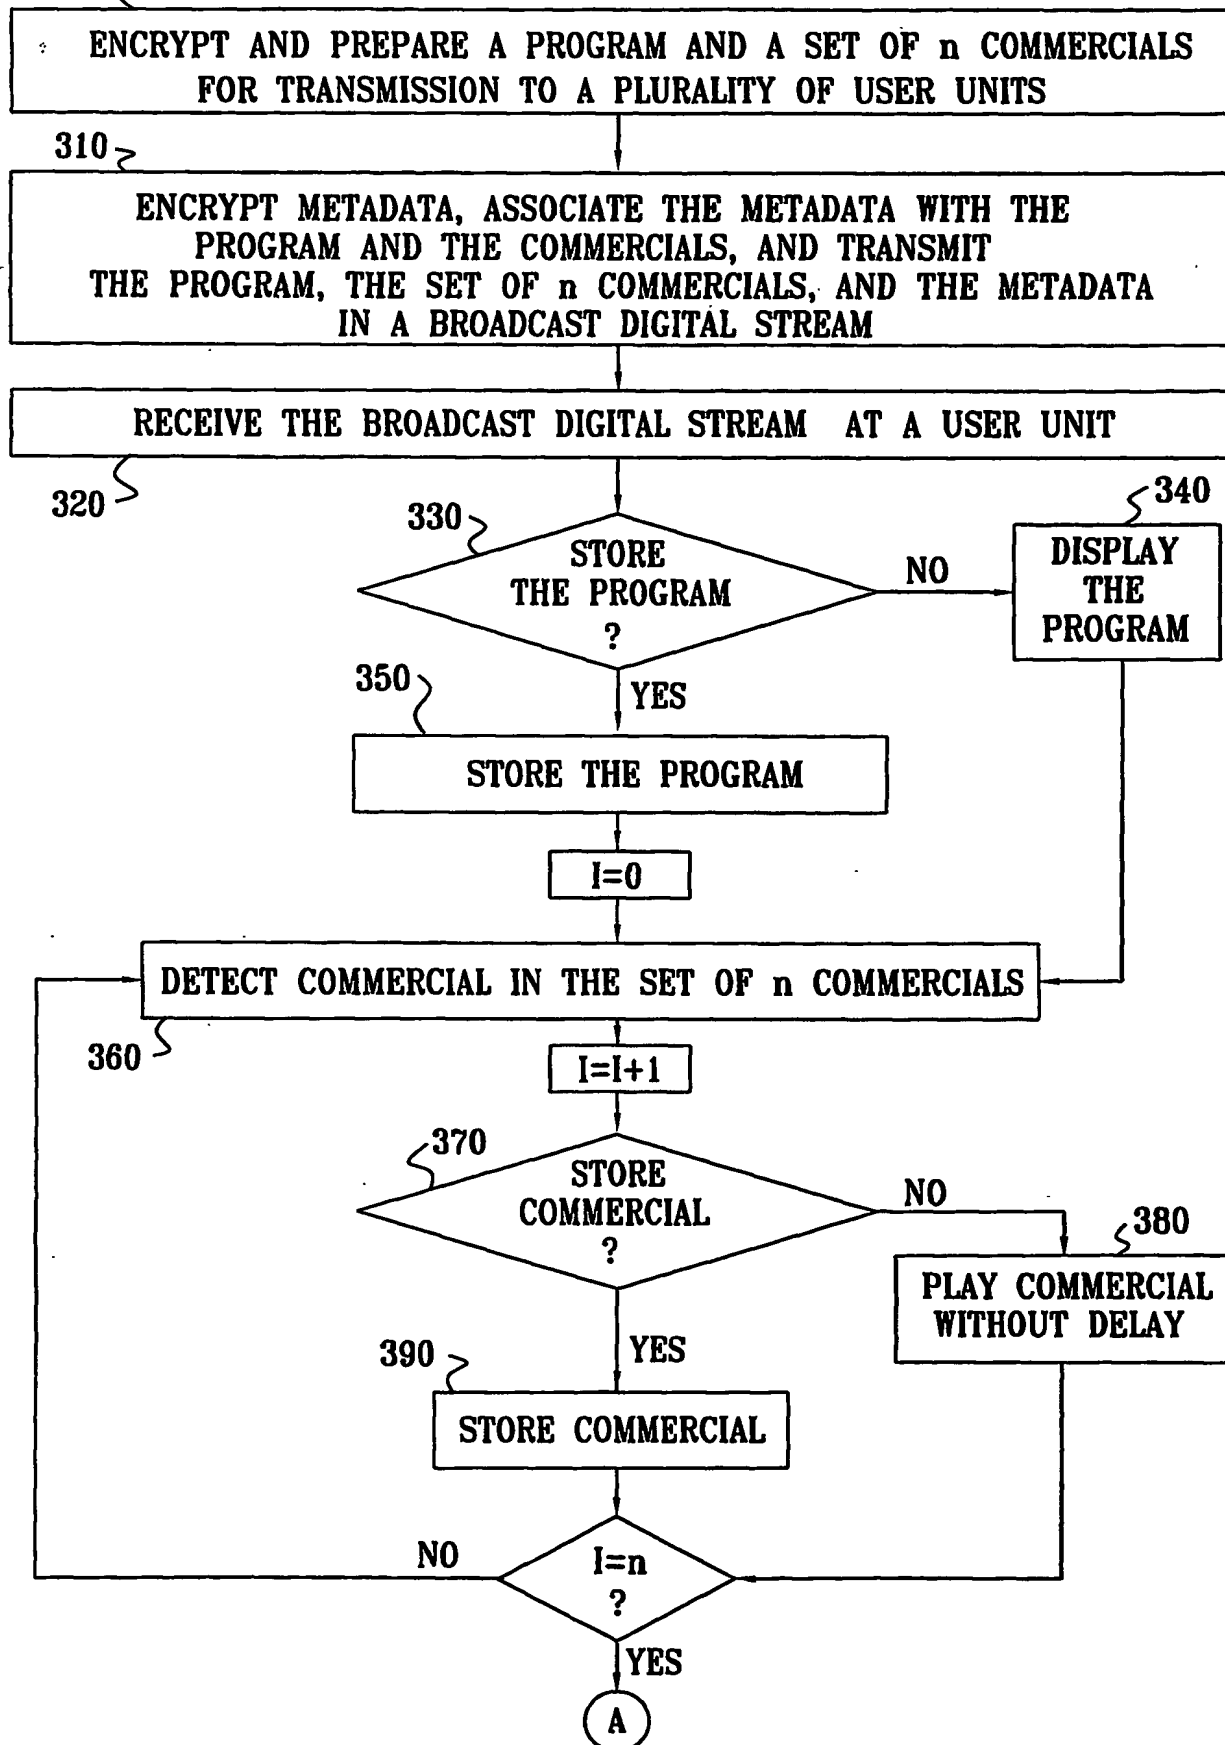 ENCRYPT AND PREPARE A PROGRAM AND A SET OF n COMMERCIALS
FOR TRANSMISSION TO A PLURALITY OF USER UNITS
310
ENCRYPT METADATA, ASSOCIATE THE METADATA WITH THE
PROGRAM AND THE COMMERCIALS, AND TRANSMIT
THE PROGRAM, THE SET OF n COMMERCIALS, AND THE METADATA
IN A BROADCAST DIGITAL STREAM
RECEIVE THE BROADCAST DIGITAL STREAM AT A USER UNIT
320
330
STORE
THE PROGRAM
?
NO
340
DISPLAY
THE
PROGRAM
YES
350
STORE THE PROGRAM
I=0
DETECT COMMERCIAL IN THE SET OF n COMMERCIALS
360
I=I+1
370
STORE
COMMERCIAL
?
NO
380
PLAY COMMERCIAL
WITHOUT DELAY
YES
390
STORE COMMERCIAL
I=n
?
NO
YES
A